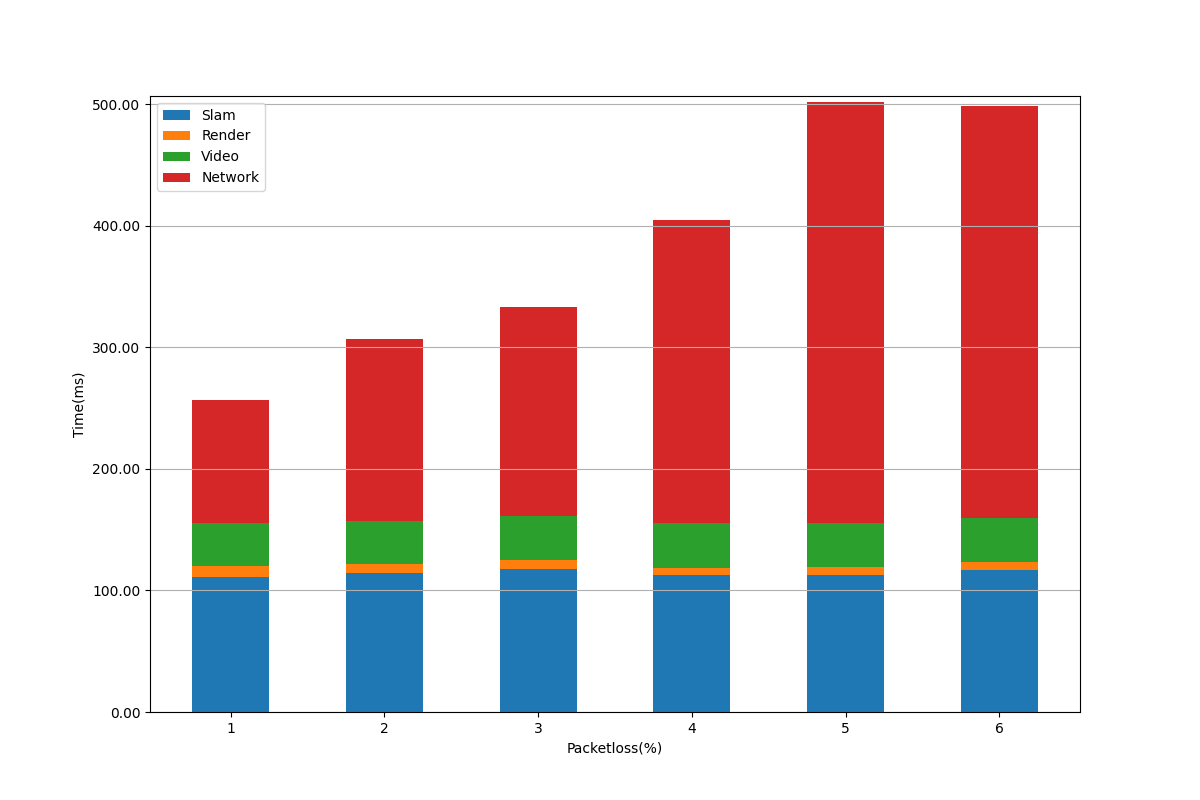 500.00
400.00
300.00
200.00
100.00
0.00
Time(ms)
Slam
Render
Video
Network
1 2 3 4 5 6
Packetloss(%)